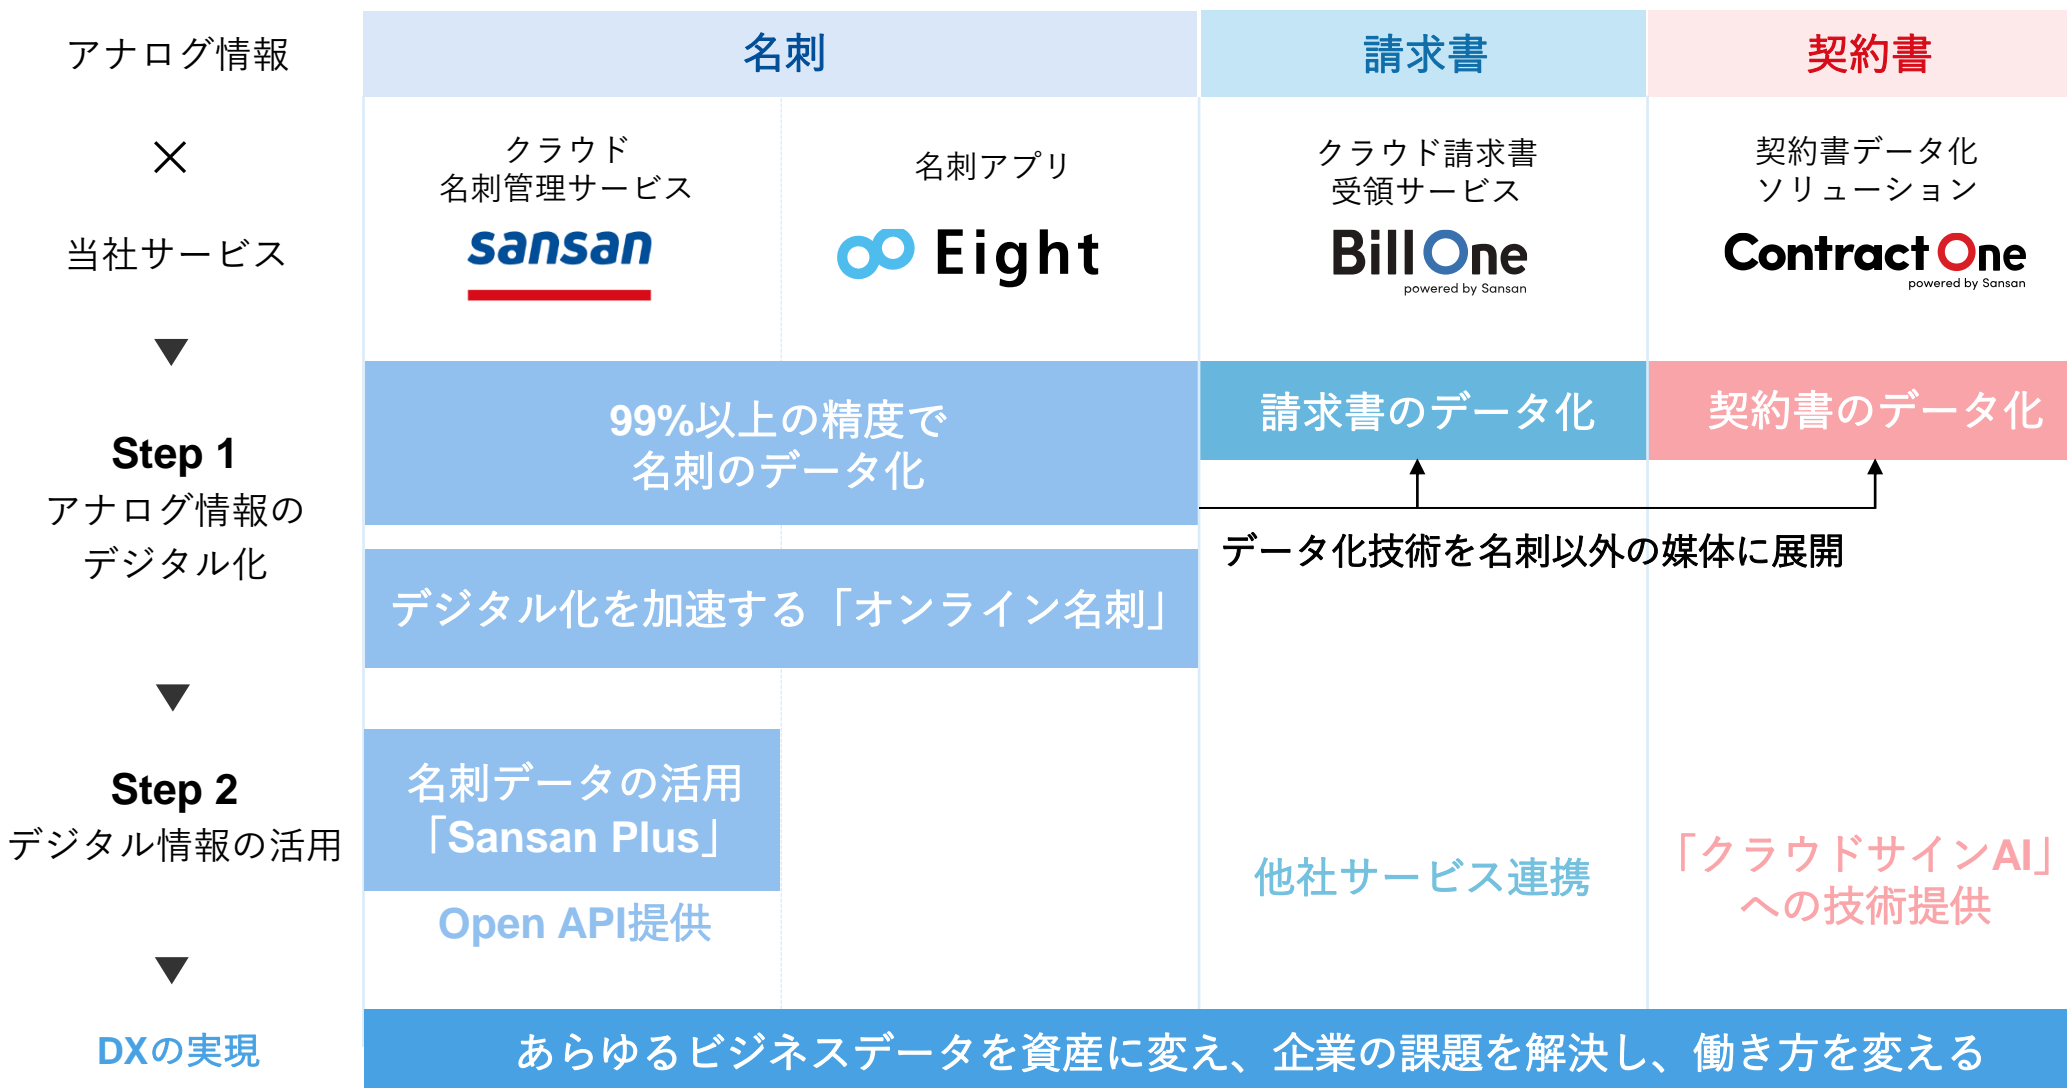 アナログ情報
名刺
請求書
契約書
×
当社サービス
クラウド
名刺管理サービス
sansan
名刺アプリ
Eight
クラウド請求書
受領サービス
Bill One
powered by Sansan
契約書データ化
ソリューション
Contract One
powered by Sansan
▼
Step 1
アナログ情報の
デジタル化
99%以上の精度で
名刺のデータ化
請求書のデータ化
契約書のデータ化
データ化技術を名刺以外の媒体に展開
デジタル化を加速する「オンライン名刺」
▼
Step 2
デジタル情報の活用
名刺データの活用
「Sansan Plus」
Open API提供
他社サービス連携
「クラウドサインAI」
への技術提供
▼
DXの実現
あらゆるビジネスデータを資産に変え、企業の課題を解決し、働き方を変える